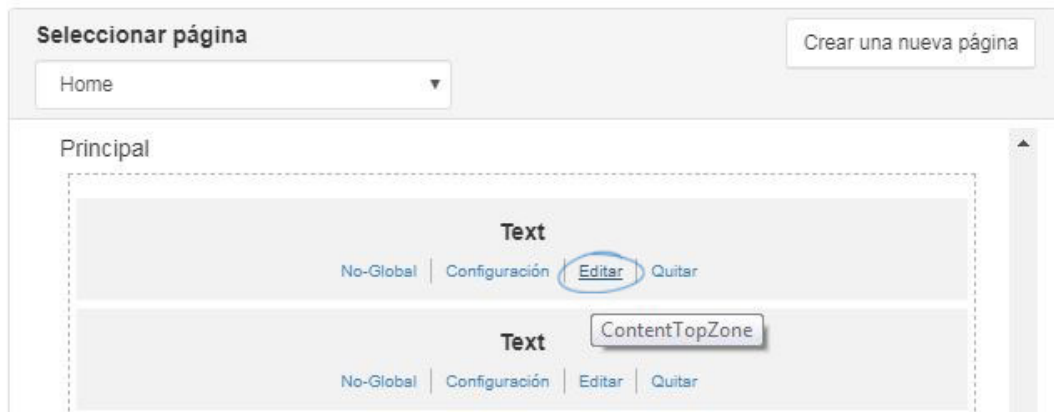 Seleccionar página
Crear una nueva página
Home
Principal
Text
No-Global Configuración Editar Quitar
ContentTopZone
Text
No-Global Configuración Editar Quitar